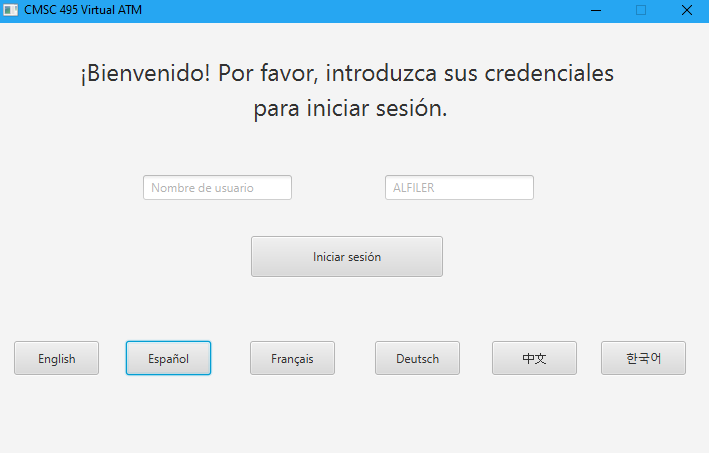 CMSC 495 Virtual ATM
¡Bienvenido! Por favor, introduzca sus credenciales
para iniciar sesión.
Nombre de usuario
ALFILER
Iniciar sesión
English
Español
Français
Deutsch
中文
한국어